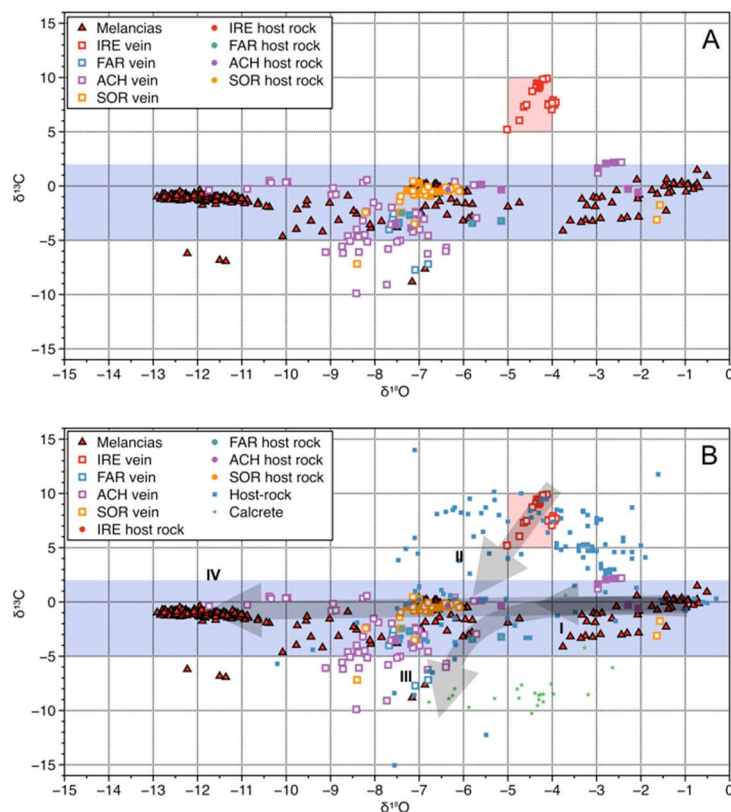 A
Melancias
IRE vein
FAR vein
ACH vein
SOR vein
IRE host rock
FAR host rock
ACH host rock
SOR host rock
15
10
5
0
−5
−10
−15
δ¹³C
−15 −14 −13 −12 −11 −10 −9 −8 −7 −6 −5 −4 −3 −2 −1 0
δ¹⁸O
B
Melancias
IRE vein
FAR vein
ACH vein
SOR vein
IRE host rock
FAR host rock
ACH host rock
SOR host rock
Host-rock
Calcrete
15
10
5
0
−5
−10
−15
δ¹³C
II
IV
I
III
−15 −14 −13 −12 −11 −10 −9 −8 −7 −6 −5 −4 −3 −2 −1 0
δ¹⁸O